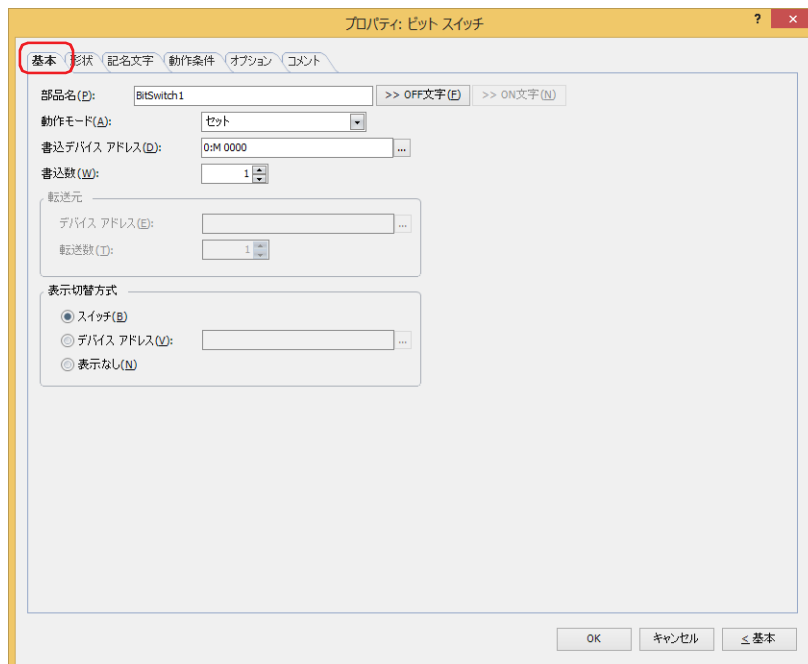 プロパティ: ビット スイッチ ? ×
基本 形状 記名文字 動作条件 オプション コメント
部品名(P): BitSwitch1 >> OFF文字(F) >> ON文字(N)
動作モード(A): セット
書込デバイス アドレス(D): 0:M 0000 ...
書込数(W): 1
転送元
デバイス アドレス(E): ...
転送数(T): 1
表示切替方式
スイッチ(B)
デバイス アドレス(V): ...
表示なし(N)
OK キャンセル < 基本